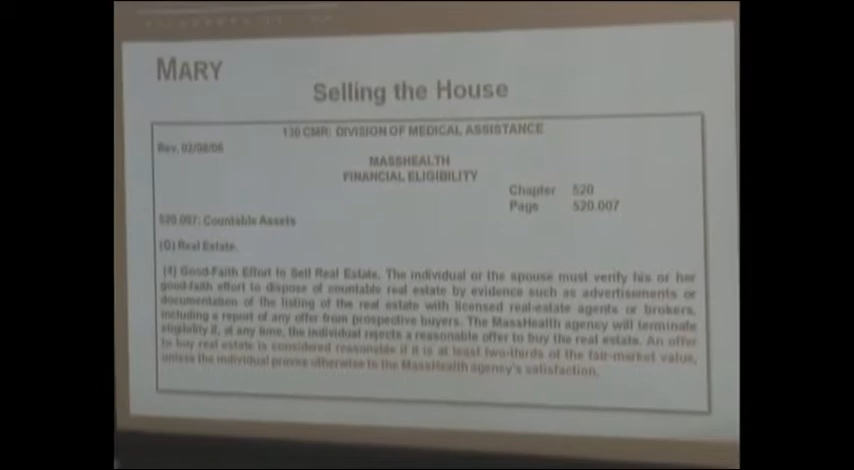 MARY
Selling the House
130 CMR: DIVISION OF MEDICAL ASSISTANCE
Rev. 02/08/06
MASSHEALTH
FINANCIAL ELIGIBILITY
Chapter 520
Page 520.007
520.007: Countable Assets
(G) Real Estate.
(4) Good-Faith Effort to Sell Real Estate. The individual or the spouse must verify his or her
good-faith effort to dispose of countable real estate by evidence such as advertisements or
documentation of the listing of the real estate with licensed real-estate agents or brokers,
including a report of any offer from prospective buyers. The MassHealth agency will terminate
eligibility if, at any time, the individual rejects a reasonable offer to buy the real estate. An offer
to buy real estate is considered reasonable if it is at least two-thirds of the fair-market value,
unless the individual proves otherwise to the MassHealth agency's satisfaction.